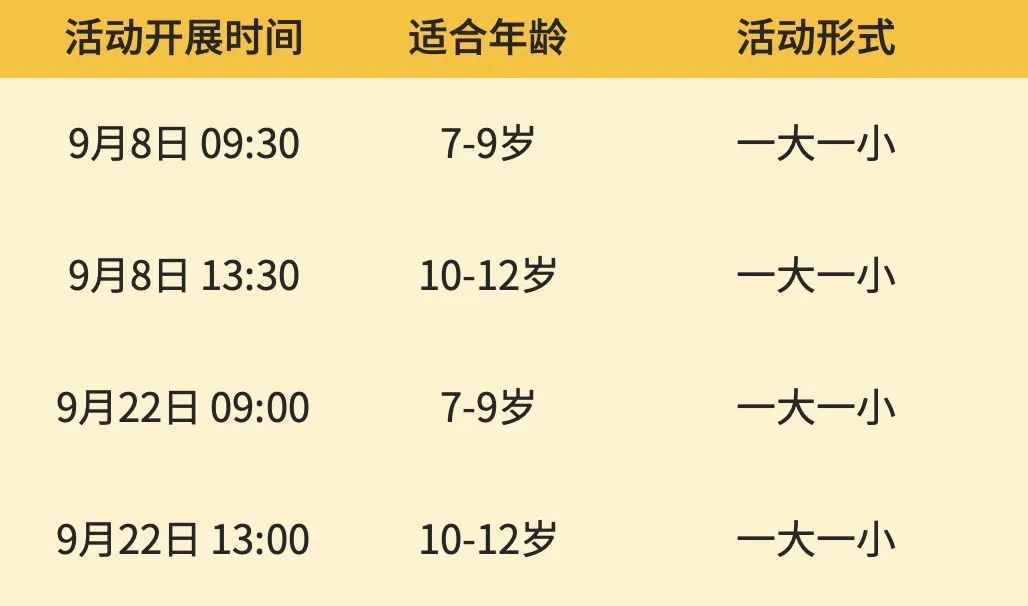 活动开展时间 适合年龄 活动形式
9月8日 09:30 7-9岁 一大一小
9月8日 13:30 10-12岁 一大一小
9月22日 09:00 7-9岁 一大一小
9月22日 13:00 10-12岁 一大一小